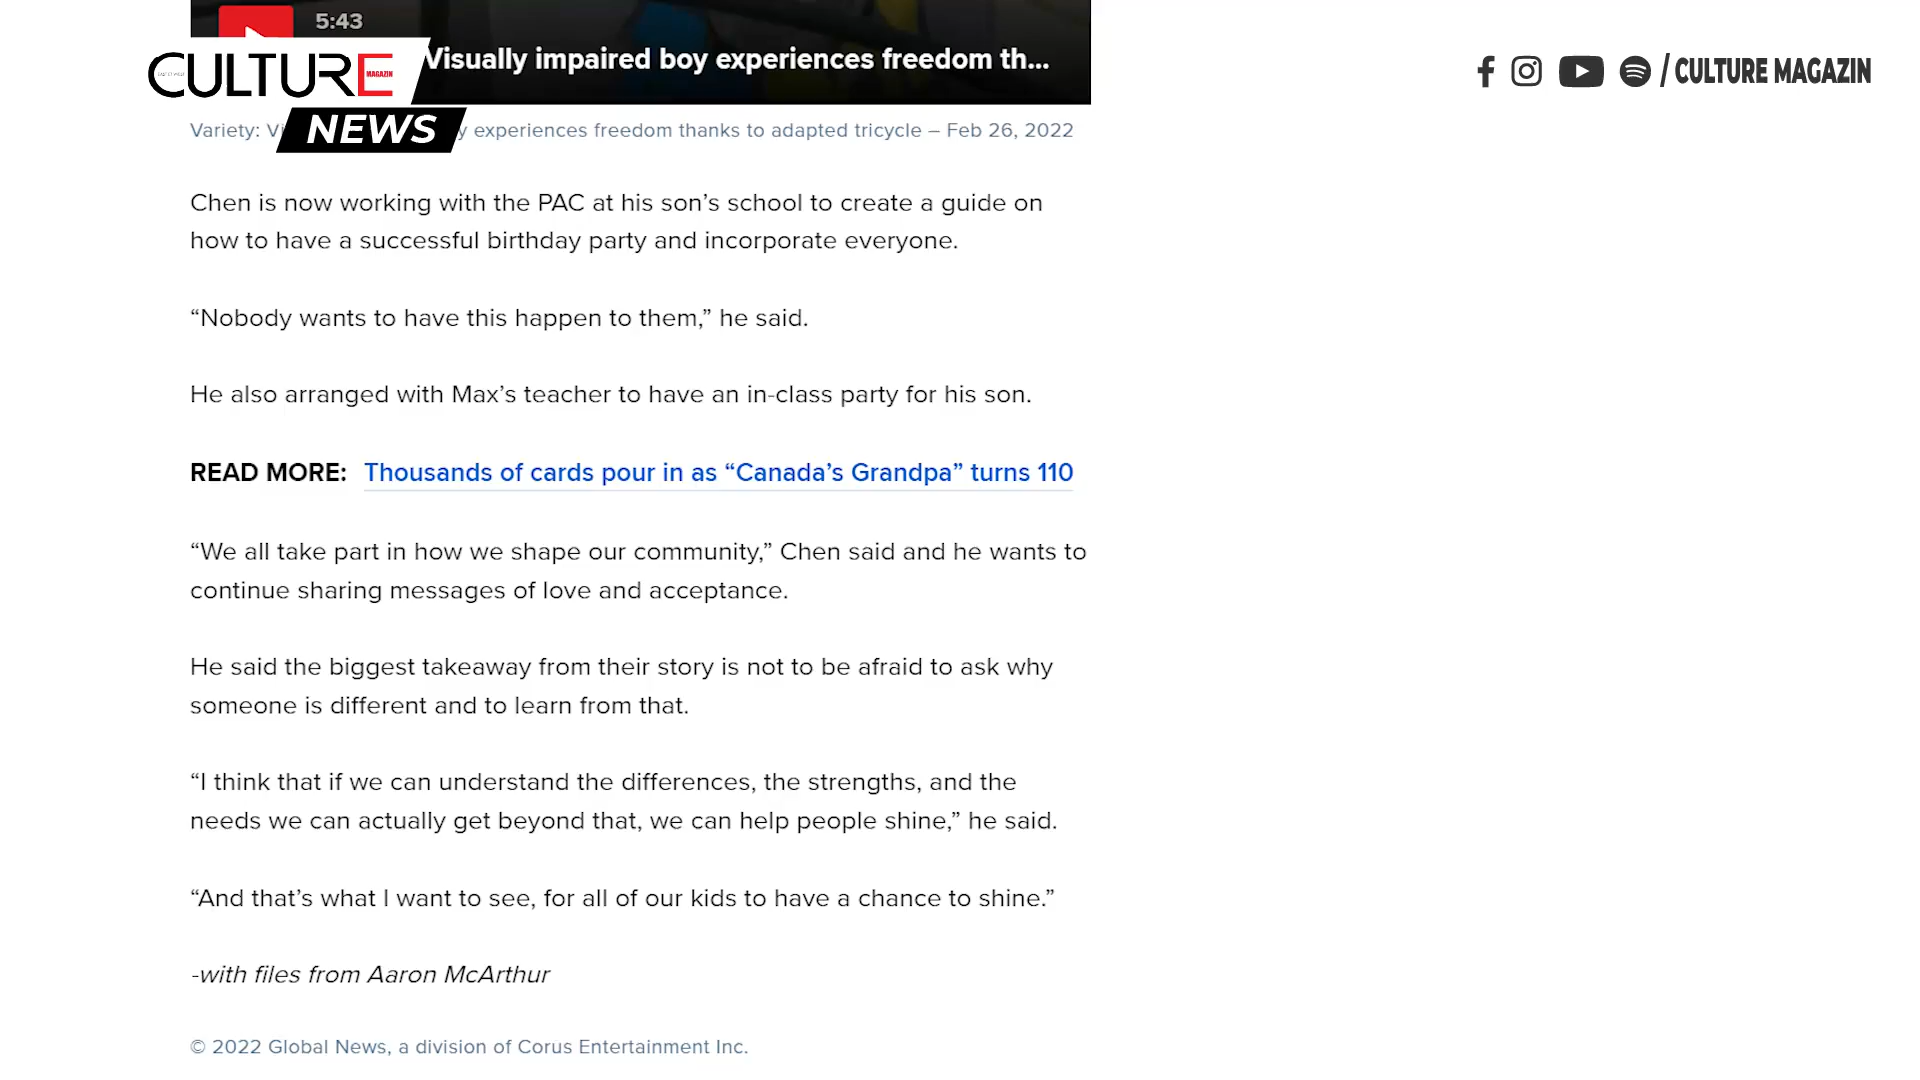 5:43
Visually impaired boy experiences freedom th...
CULTURE
MAGAZIN
NEWS
/ CULTURE MAGAZIN
Variety: V
y experiences freedom thanks to adapted tricycle – Feb 26, 2022
Chen is now working with the PAC at his son’s school to create a guide on
how to have a successful birthday party and incorporate everyone.
“Nobody wants to have this happen to them,” he said.
He also arranged with Max’s teacher to have an in-class party for his son.
READ MORE: Thousands of cards pour in as “Canada’s Grandpa” turns 110
“We all take part in how we shape our community,” Chen said and he wants to
continue sharing messages of love and acceptance.
He said the biggest takeaway from their story is not to be afraid to ask why
someone is different and to learn from that.
“I think that if we can understand the differences, the strengths, and the
needs we can actually get beyond that, we can help people shine,” he said.
“And that’s what I want to see, for all of our kids to have a chance to shine.”
-with files from Aaron McArthur
© 2022 Global News, a division of Corus Entertainment Inc.